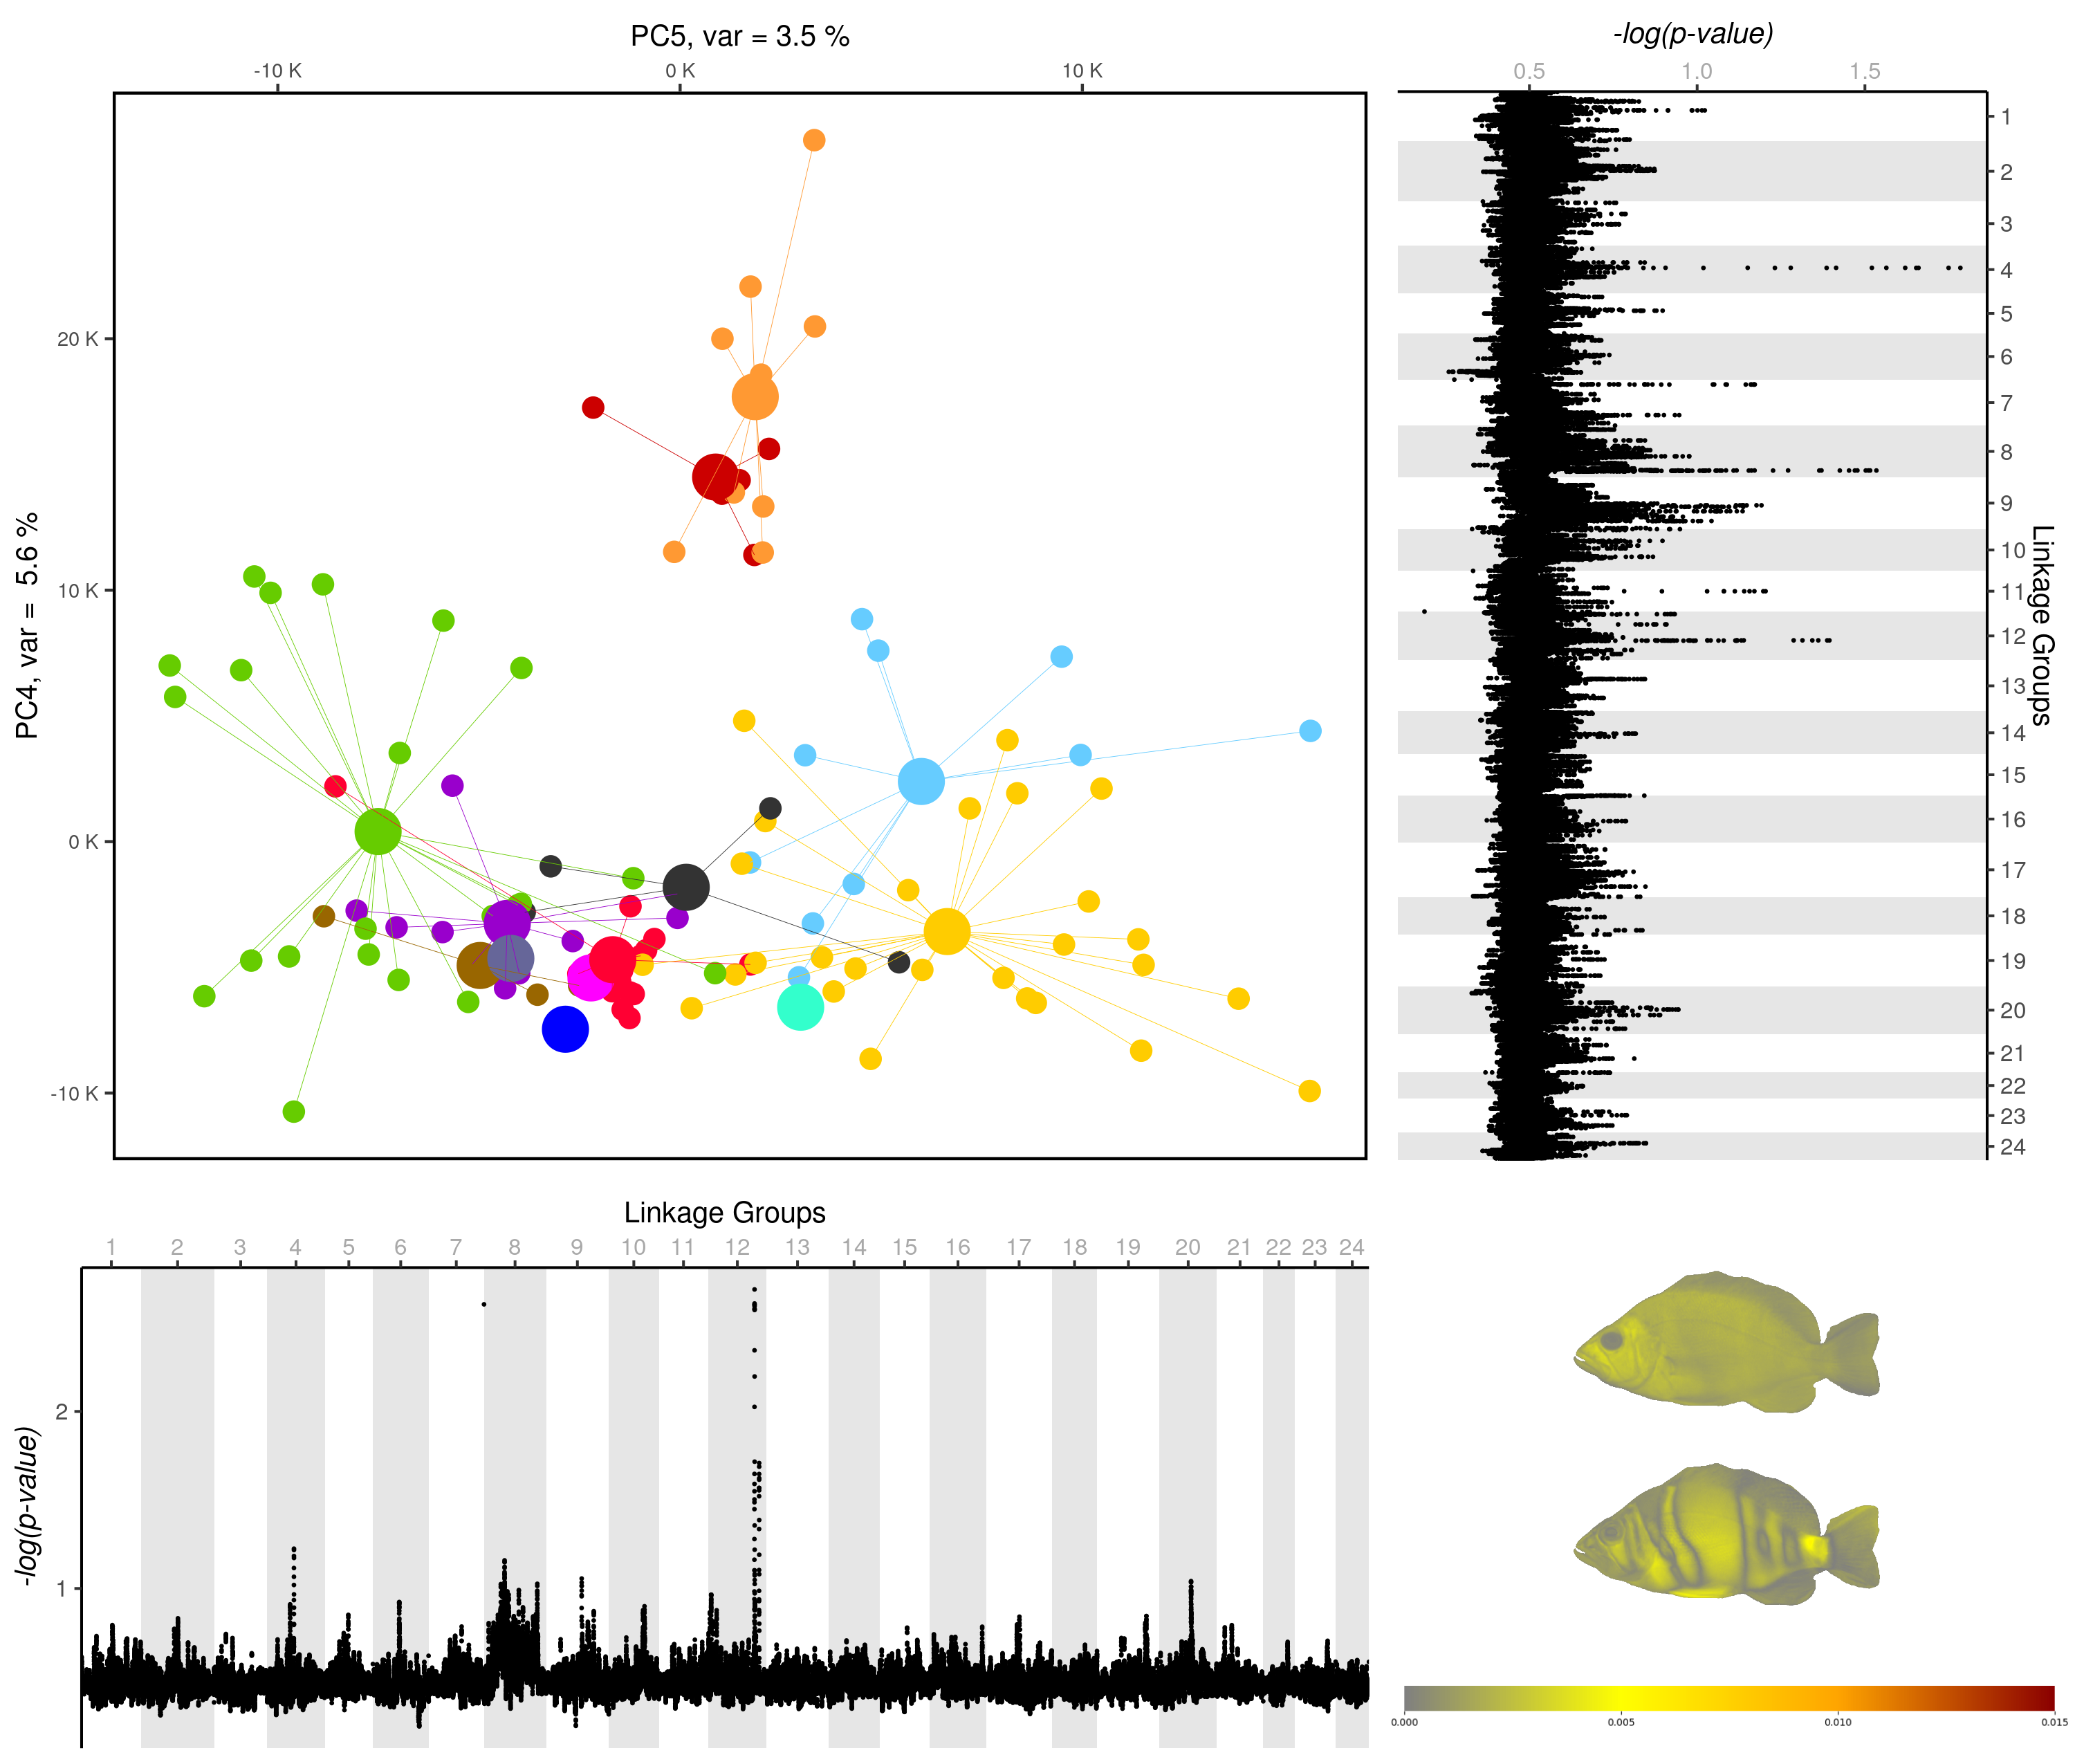 PC5, var = 3.5 %
-10 K 0 K 10 K
PC4, var = 5.6 %
20 K
10 K
0 K
-10 K
-log(p-value)
0.5 1.0 1.5
1
2
3
4
5
6
7
8
9
10
11
12
13
14
15
16
17
18
19
20
21
22
23
24
Linkage Groups
Linkage Groups
1 2 3 4 5 6 7 8 9 10 11 12 13 14 15 16 17 18 19 20 21 22 23 24
-log(p-value)
2
1
0.000 0.005 0.010 0.015